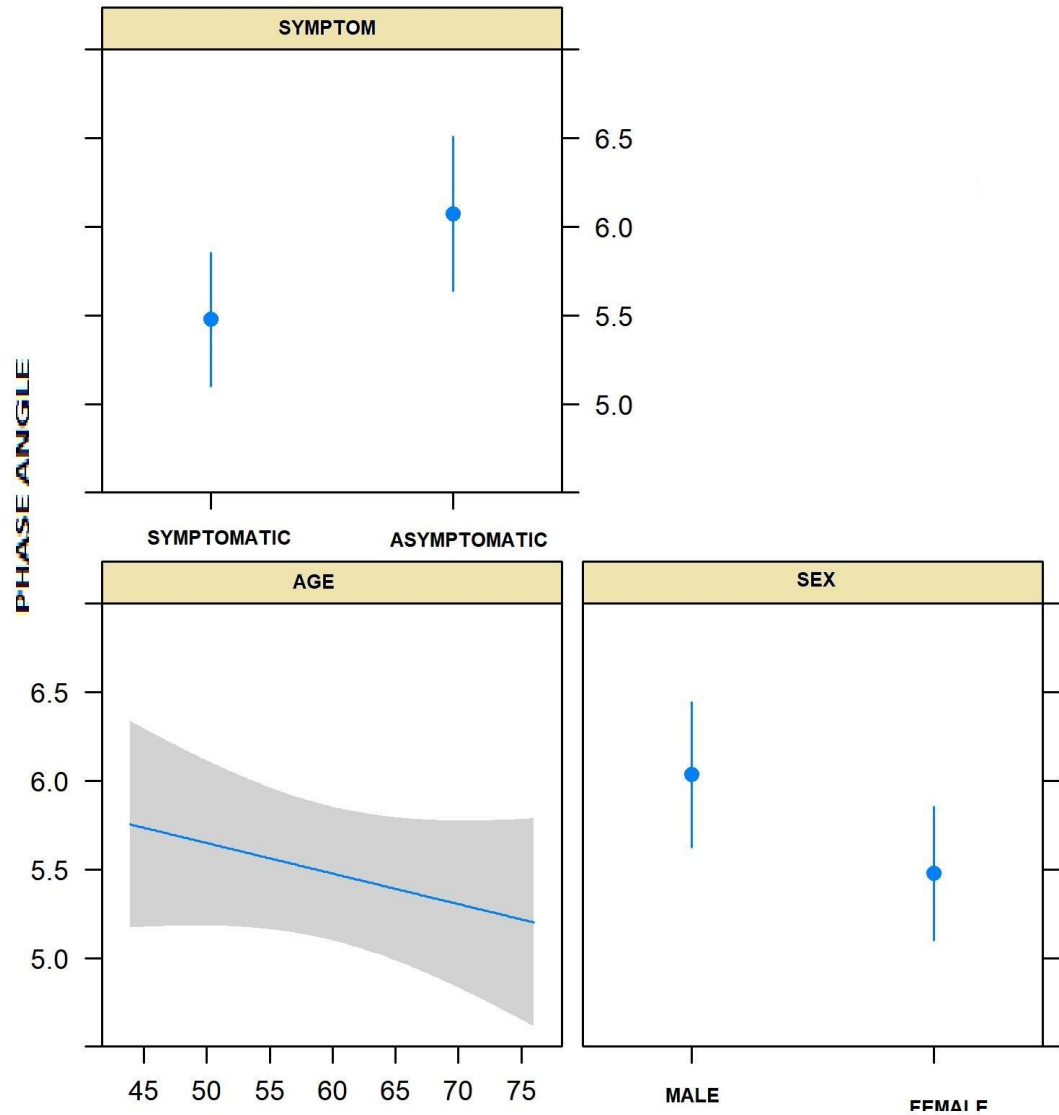 SYMPTOM
6.5
6.0
5.5
5.0
PHASE ANGLE
SYMPTOMATIC ASYMPTOMATIC
AGE SEX
6.5
6.0
5.5
5.0
45 50 55 60 65 70 75
MALE FEMALE